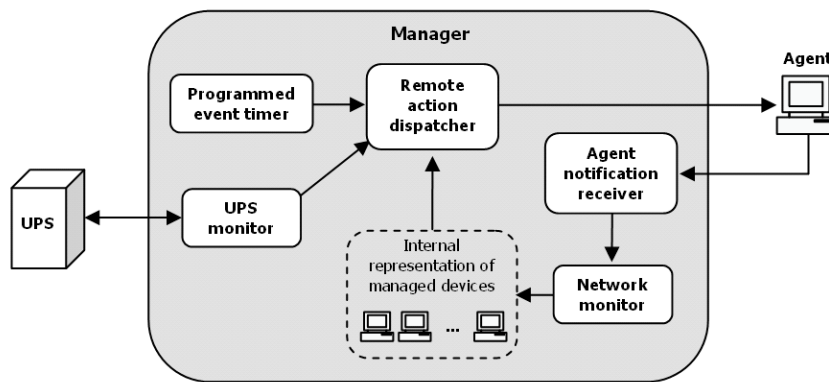 Manager
Agent
Programmed
event timer
Remote
action
dispatcher
Agent
notification
receiver
UPS
UPS
monitor
Internal
representation of
managed devices
...
Network
monitor